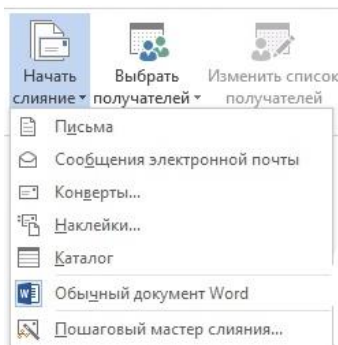 Начать Выбрать Изменить список
слияние получателей получателей
Письма
Сообщения электронной почты
Конверты...
Наклейки...
Каталог
Обычный документ Word
Пошаговый мастер слияния...